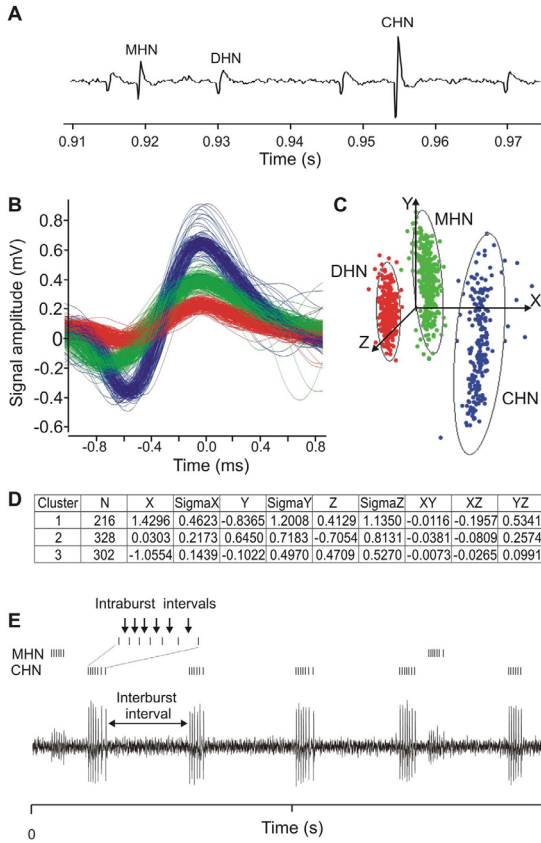 A
MHN
DHN
CHN
0.91 0.92 0.93 0.94 0.95 0.96 0.97
Time (s)
B
Signal amplitude (mV)
0.8
0.6
0.4
0.2
0
-0.2
-0.4
-0.6
-0.8 -0.4 0.0 0.4 0.8
Time (ms)
C
Y
MHN
DHN
X
Z
CHN
D
Cluster N X SigmaX Y SigmaY Z SigmaZ XY XZ YZ
1 216 1.4296 0.4623 -0.8365 1.2008 0.4129 1.1350 -0.0116 -0.1957 0.5341
2 328 0.0303 0.2173 0.6450 0.7183 -0.7054 0.8131 -0.0381 -0.0809 0.2574
3 302 -1.0554 0.1439 -0.1022 0.4970 0.4709 0.5270 -0.0073 -0.0265 0.0991
E
Intraburst intervals
MHN
CHN
Interburst
interval
0
Time (s)